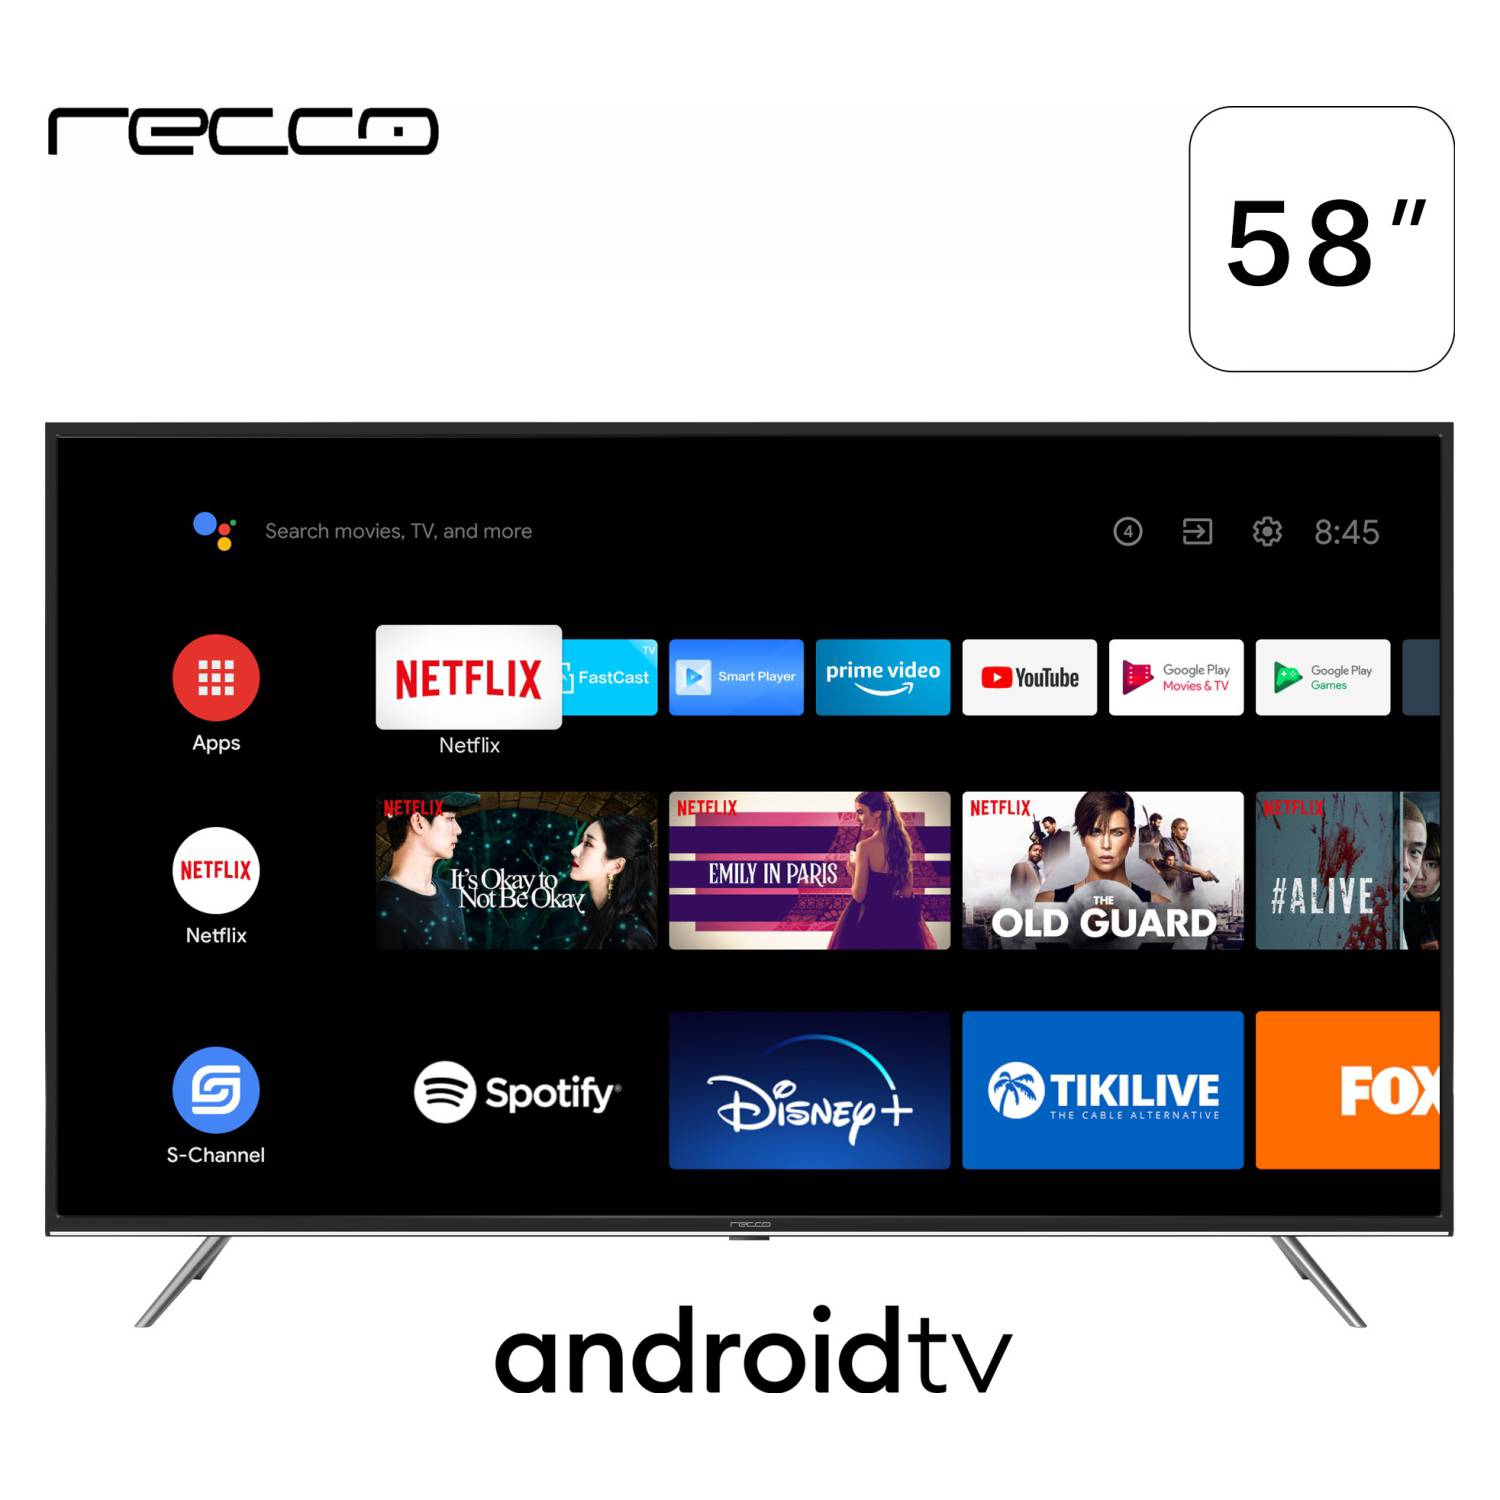 recco
58"
Search movies, TV, and more
4
8:45
NETFLIX
FastCast
TV
Smart Player
prime video
YouTube
Google Play
Movies & TV
Google Play
Games
Apps
Netflix
NETFLIX
It's Okay to
Not Be Okay
NETFLIX
EMILY IN PARIS
NETFLIX
THE
OLD GUARD
NETFLIX
#ALIVE
NETFLIX
Netflix
S-Channel
Spotify®
Disney+
TIKILIVE
THE CABLE ALTERNATIVE
FOX
recco
androidtv